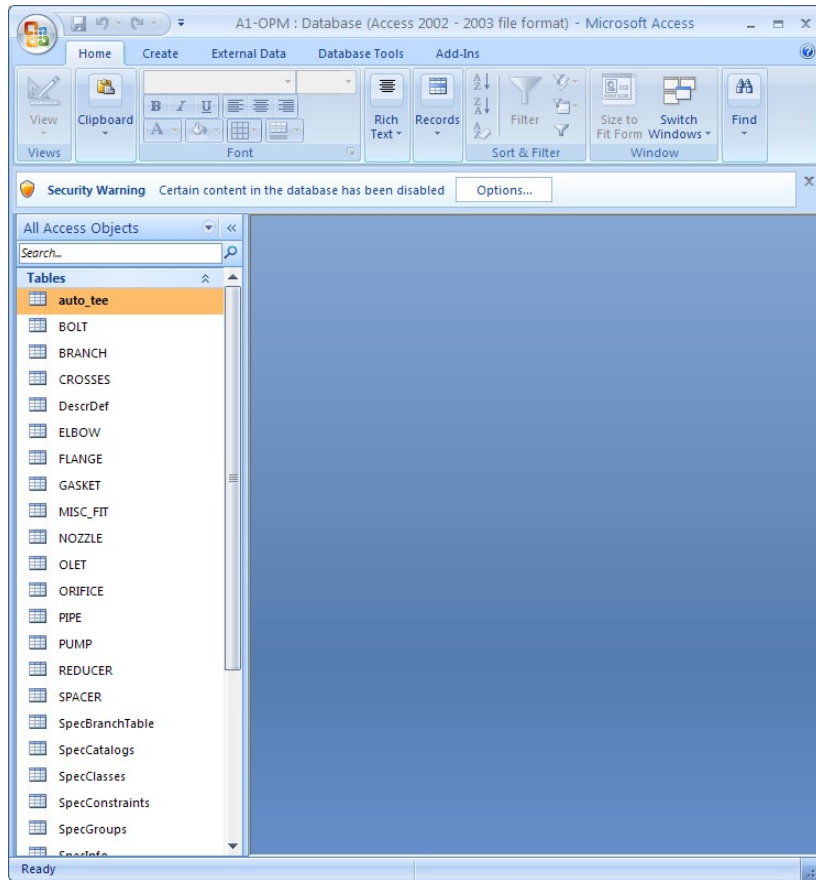 A1-OPM : Database (Access 2002 - 2003 file format) - Microsoft Access
Home Create External Data Database Tools Add-Ins
View
Clipboard
B I U
A
Rich Text
Records
Filter
Size to Fit Form
Switch Windows
Find
Views Font Sort & Filter Window
Security Warning Certain content in the database has been disabled Options...
All Access Objects
Search...
Tables
auto_tee
BOLT
BRANCH
CROSSES
DescrDef
ELBOW
FLANGE
GASKET
MISC_FIT
NOZZLE
OLET
ORIFICE
PIPE
PUMP
REDUCER
SPACER
SpecBranchTable
SpecCatalogs
SpecClasses
SpecConstraints
SpecGroups
SpecInfo
Ready